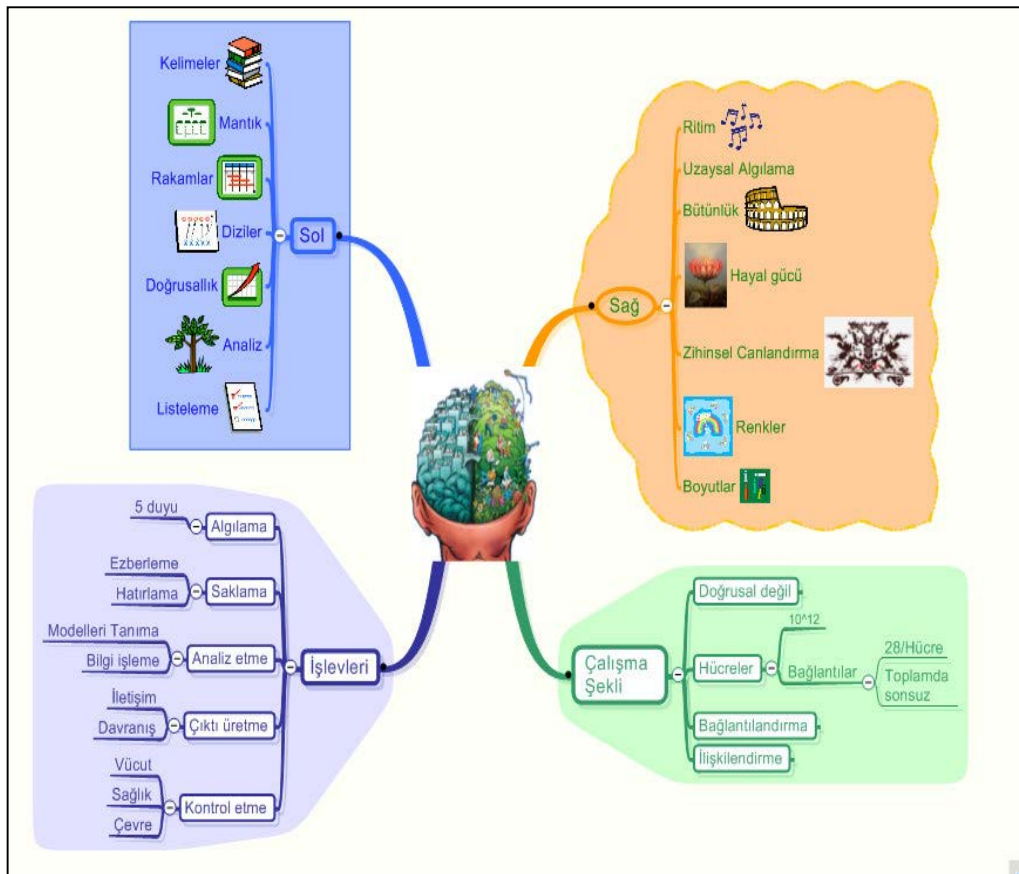 Kelimeler
Mantık
Rakamlar
Diziler
Doğrusallık
Analiz
Listeleme
Sol
Ritim
Uzaysal Algılama
Bütünlük
Hayal gücü
Zihinsel Canlandırma
Renkler
Boyutlar
Sağ
5 duyu
Algılama
Ezberleme
Hatırlama
Saklama
Modelleri Tanıma
Bilgi işleme
Analiz etme
İletişim
Davranış
Çıktı üretme
Vücut
Sağlık
Çevre
Kontrol etme
İşlevleri
Çalışma
Şekli
Doğrusal değil
Hücreler
10^12
Bağlantılar
28/Hücre
Toplamda
sonsuz
Bağlantılandırma
İlişkilendirme